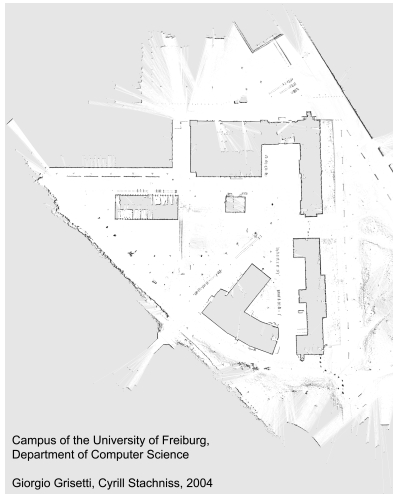 Campus of the University of Freiburg,
Department of Computer Science
Giorgio Grisetti, Cyrill Stachniss, 2004